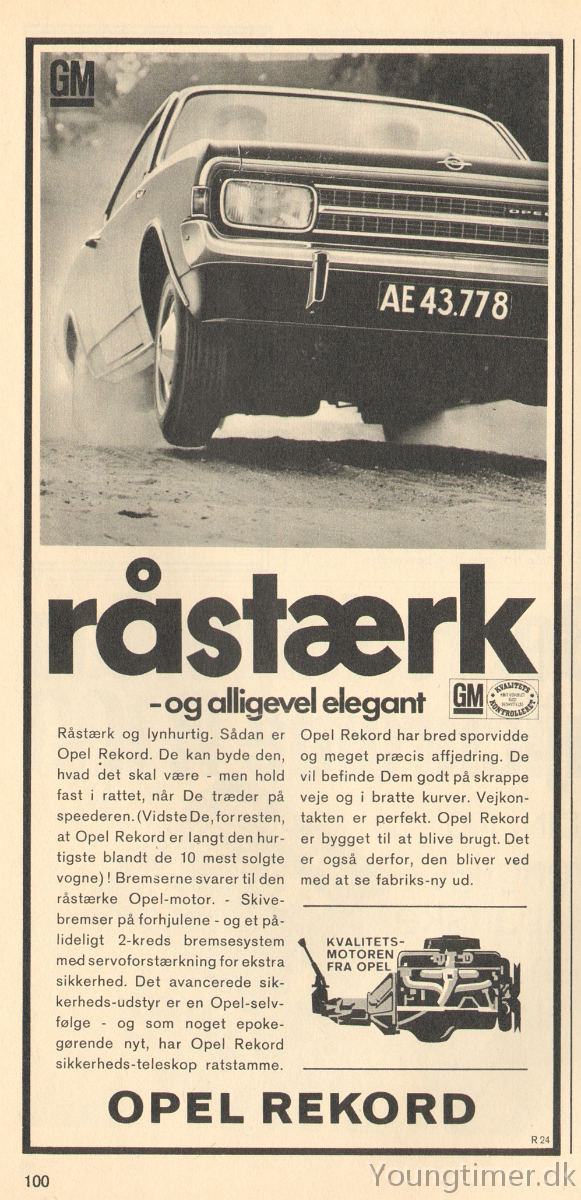 GM
OPEL
AE 43.778
råstærk
- og alligevel elegant
GM
KVALITETS
KONTROLLERET
Råstærk og lynhurtig. Sådan er
Opel Rekord. De kan byde den,
hvad det skal være - men hold
fast i rattet, når De træder på
speederen. (Vidste De, forresten,
at Opel Rekord er langt den hur-
tigste blandt de 10 mest solgte
vogne)! Bremserne svarer til den
råstærke Opel-motor. - Skive-
bremser på forhjulene - og et på-
lideligt 2-kreds bremsesystem
med servoforstærkning for ekstra
sikkerhed. Det avancerede sik-
kerheds-udstyr er en Opel-selv-
følge - og som noget epoke-
gørende nyt, har Opel Rekord
sikkerheds-teleskop ratstamme.
Opel Rekord har bred sporvidde
og meget præcis affjedring. De
vil befinde Dem godt på skrappe
veje og i bratte kurver. Vejkon-
takten er perfekt. Opel Rekord
er bygget til at blive brugt. Det
er også derfor, den bliver ved
med at se fabriks-ny ud.
KVALITETS-
MOTOREN
FRA OPEL
OPEL REKORD
R 24
100
Youngtimer.dk